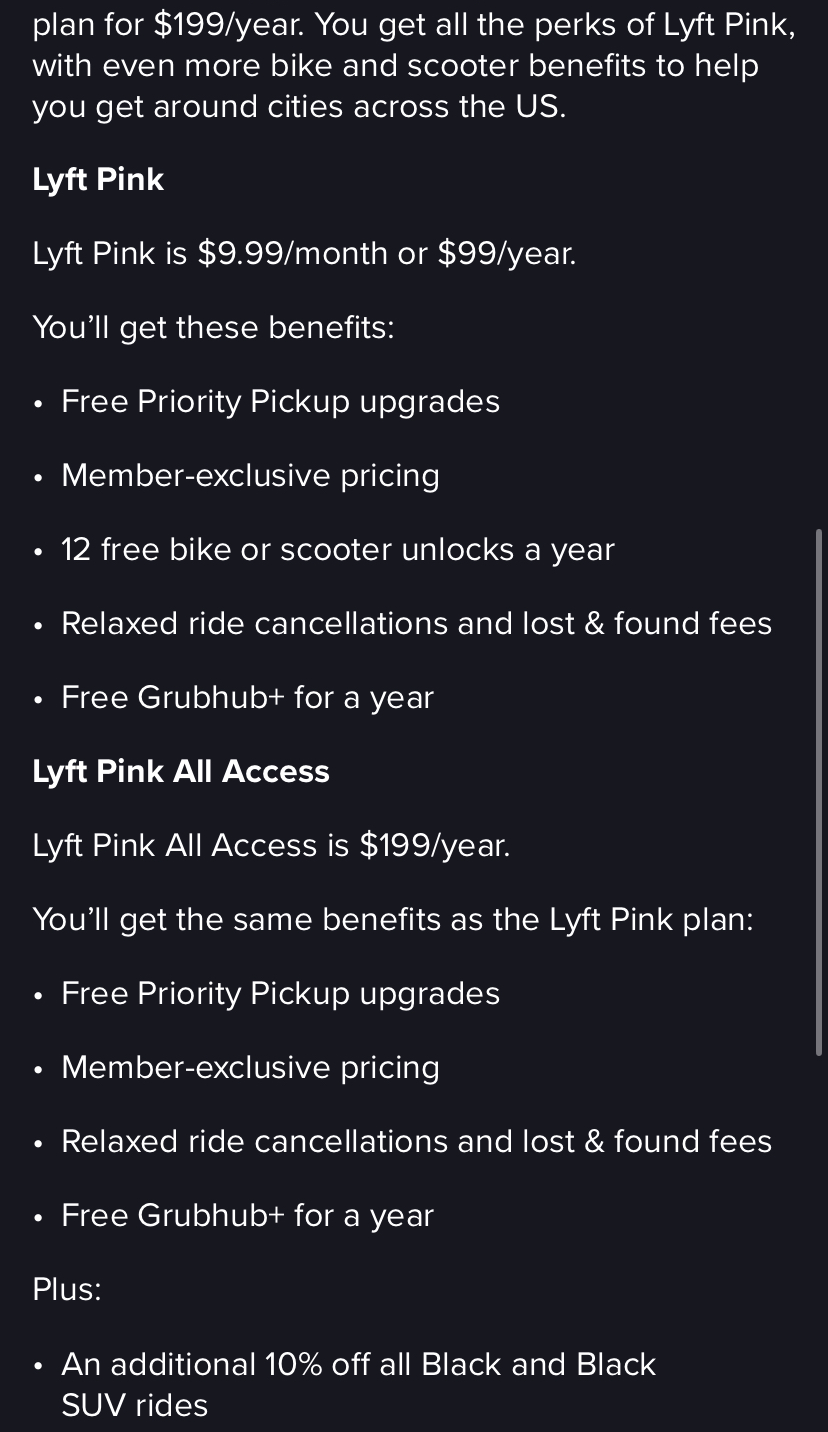 plan for $199/year. You get all the perks of Lyft Pink,
with even more bike and scooter benefits to help
you get around cities across the US.
Lyft Pink
Lyft Pink is $9.99/month or $99/year.
You’ll get these benefits:
• Free Priority Pickup upgrades
• Member-exclusive pricing
• 12 free bike or scooter unlocks a year
• Relaxed ride cancellations and lost & found fees
• Free Grubhub+ for a year
Lyft Pink All Access
Lyft Pink All Access is $199/year.
You’ll get the same benefits as the Lyft Pink plan:
• Free Priority Pickup upgrades
• Member-exclusive pricing
• Relaxed ride cancellations and lost & found fees
• Free Grubhub+ for a year
Plus:
• An additional 10% off all Black and Black
SUV rides